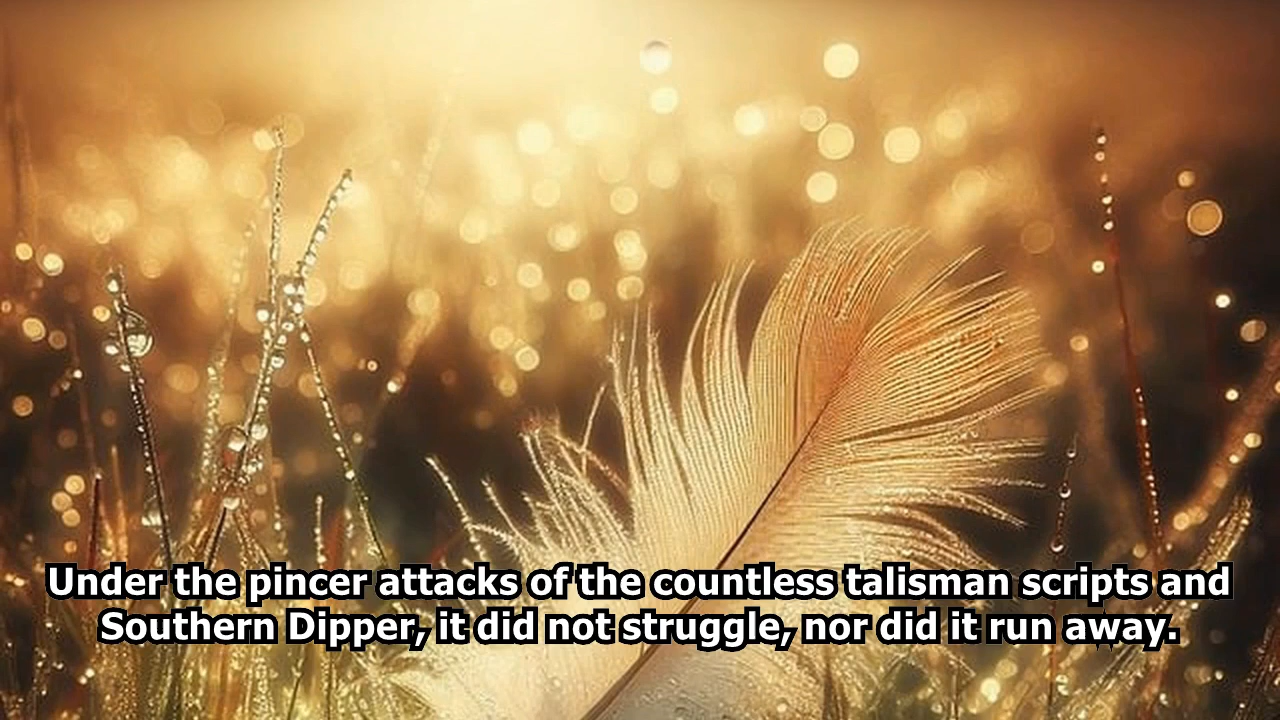 Under the pincer attacks of the countless talisman scripts and
Southern Dipper, it did not struggle, nor did it run away.